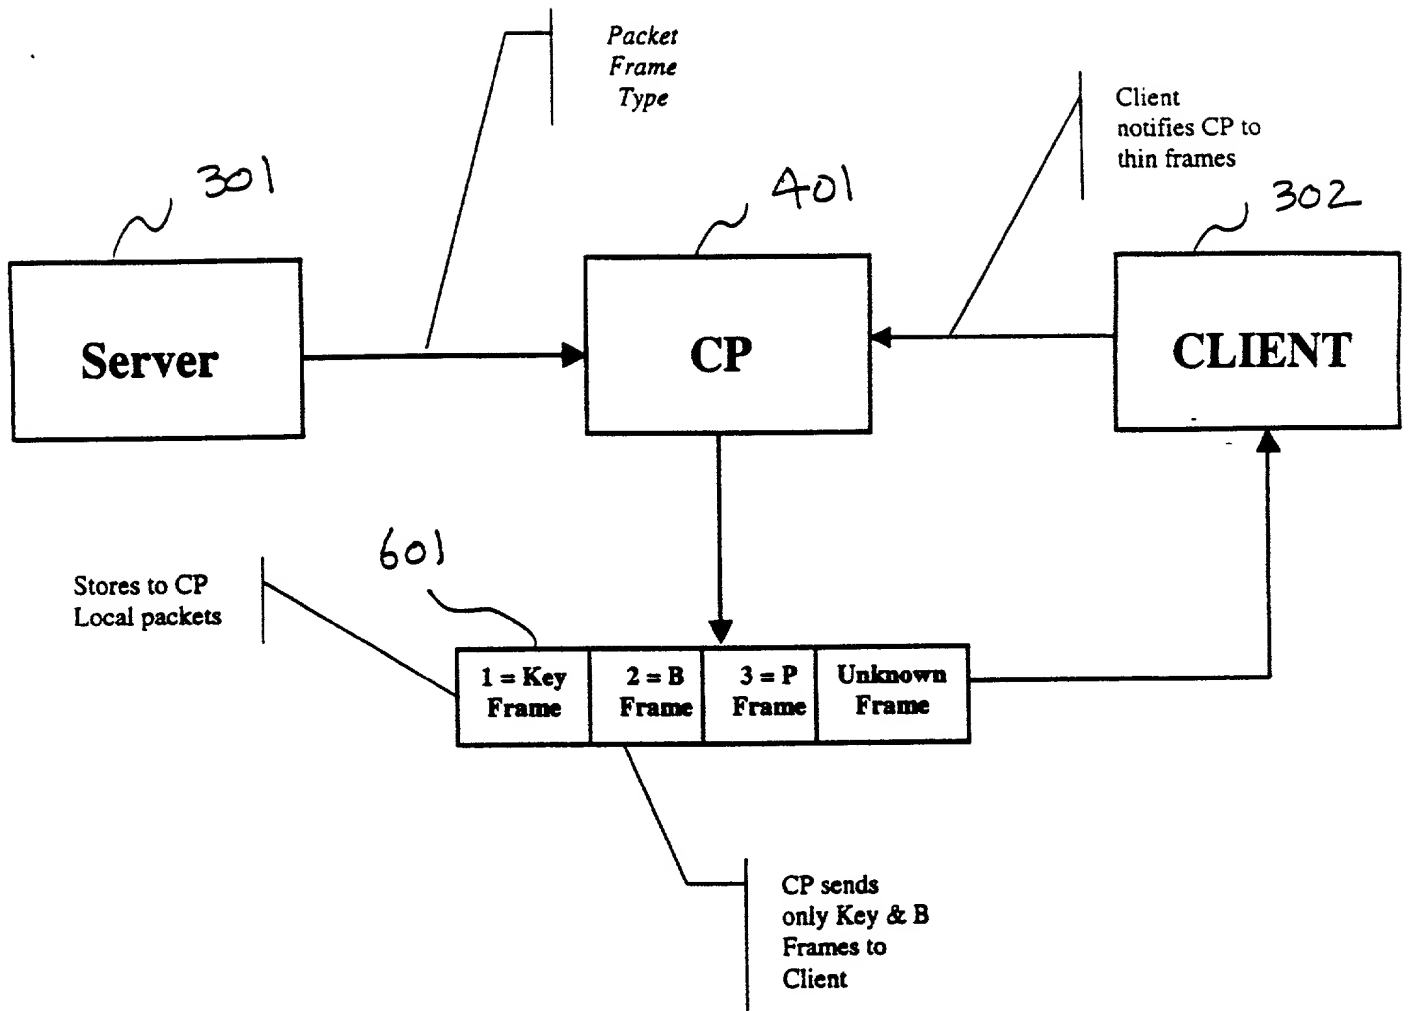 Packet
Frame
Type
Client
notifies CP to
thin frames
301
401
302
Server
CP
CLIENT
601
Stores to CP
Local packets
1 = Key
Frame
2 = B
Frame
3 = P
Frame
Unknown
Frame
CP sends
only Key & B
Frames to
Client